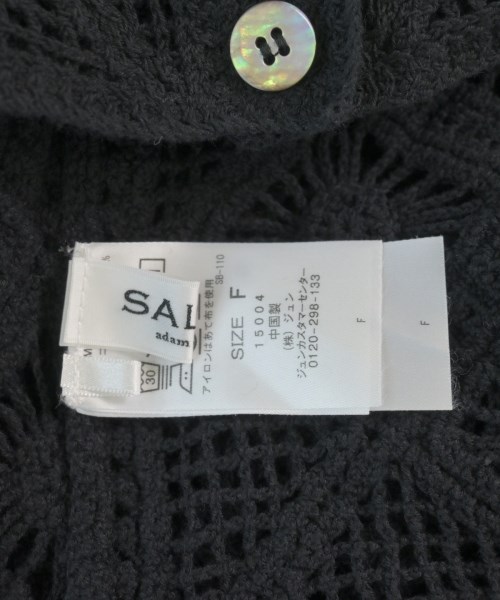 SAL
adam
30
アイロンはあて布を使用
SB-110
SIZE F
15004
中国製
(株)ジュン
ジュンカスタマーセンター
0120-298-133
F
F